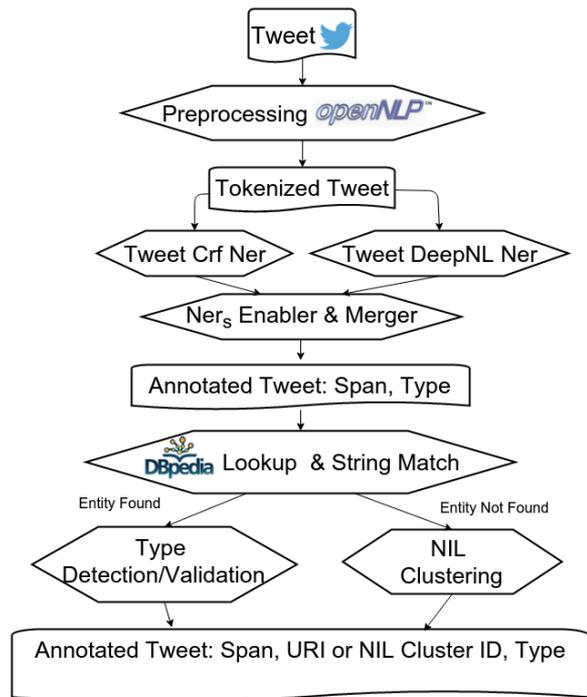 Tweet
Preprocessing openNLP™
Tokenized Tweet
Tweet Crf Ner
Tweet DeepNL Ner
Ners Enabler & Merger
Annotated Tweet: Span, Type
DBpedia Lookup & String Match
Entity Found
Entity Not Found
Type
Detection/Validation
NIL
Clustering
Annotated Tweet: Span, URI or NIL Cluster ID, Type